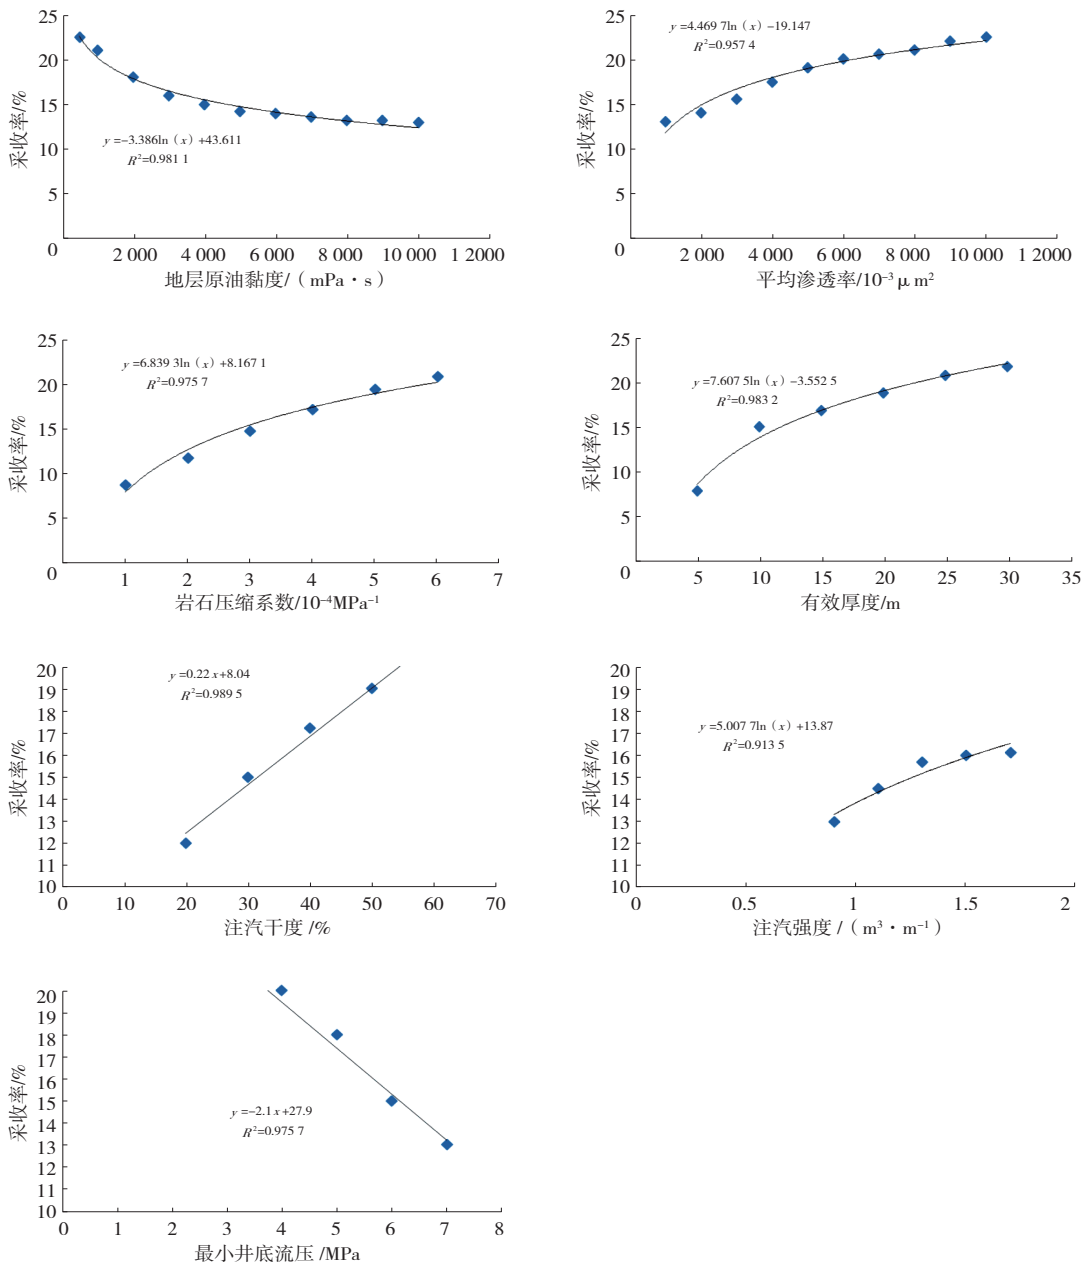 25
20
15
10
5
0
采收率/%
y=-3.386ln（x）+43.611
R²=0.981 1
2 000 4 000 6 000 8 000 10 000 1 2000
地层原油黏度/（mPa·s）
25
20
15
10
5
0
采收率/%
y=4.469 7ln（x）-19.147
R²=0.957 4
2 000 4 000 6 000 8 000 10 000 1 2000
平均渗透率/10⁻³ μm²
25
20
15
10
5
0
采收率/%
y=6.839 3ln（x）+8.167 1
R²=0.975 7
1 2 3 4 5 6 7
岩石压缩系数/10⁻⁴MPa⁻¹
25
20
15
10
5
0
采收率/%
y=7.607 5ln（x）-3.552 5
R²=0.983 2
5 10 15 20 25 30 35
有效厚度/m
20
19
18
17
16
15
14
13
12
11
10
采收率/%
y=0.22x+8.04
R²=0.989 5
0 10 20 30 40 50 60 70
注汽干度 /%
20
19
18
17
16
15
14
13
12
11
10
采收率/%
y=5.007 7ln（x）+13.87
R²=0.913 5
0 0.5 1 1.5 2
注汽强度 /（m³·m⁻¹）
20
19
18
17
16
15
14
13
12
11
10
采收率/%
y=-2.1x+27.9
R²=0.975 7
0 1 2 3 4 5 6 7 8
最小井底流压 /MPa